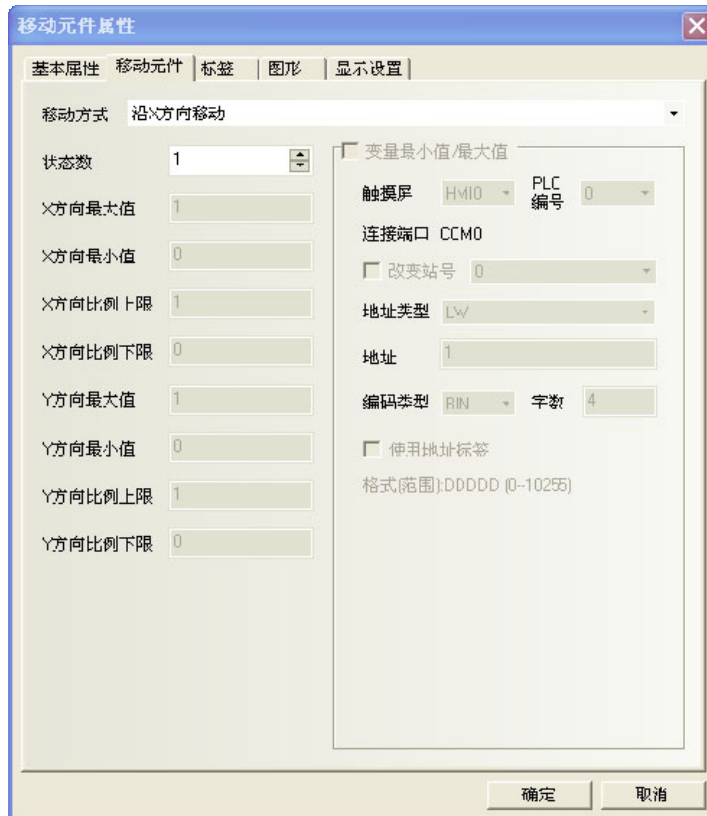 移动元件属性
基本属性 移动元件 标签 图形 显示设置
移动方式 沿X方向移动
状态数 1
X方向最大值 1
X方向最小值 0
X方向比例上限 1
X方向比例下限 0
Y方向最大值 1
Y方向最小值 0
Y方向比例上限 1
Y方向比例下限 0
变量最小值/最大值
触摸屏 HMI0 PLC编号 0
连接端口 COM0
改变站号 0
地址类型 LW
地址 1
编码类型 BIN 字数 4
使用地址标签
格式(范围):DDDDD (0--10255)
确定 取消